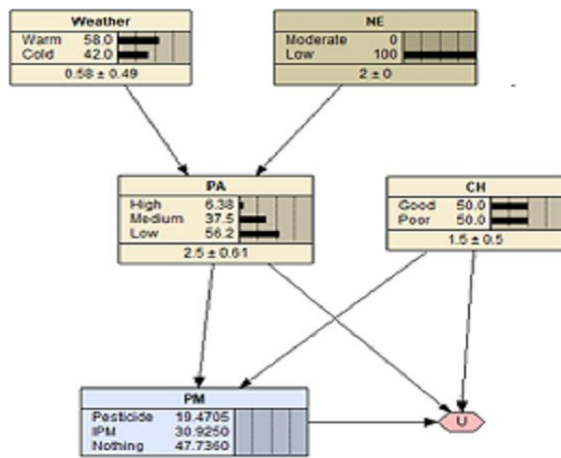 Weather
Warm 58.0
Cold 42.0
0.58 ± 0.49
NE
Moderate 0
Low 100
2 ± 0
PA
High 6.38
Medium 37.5
Low 56.2
2.5 ± 0.61
CH
Good 50.0
Poor 50.0
1.5 ± 0.5
PM
Pesticide 19.4705
IPM 30.9250
Nothing 47.7360
U